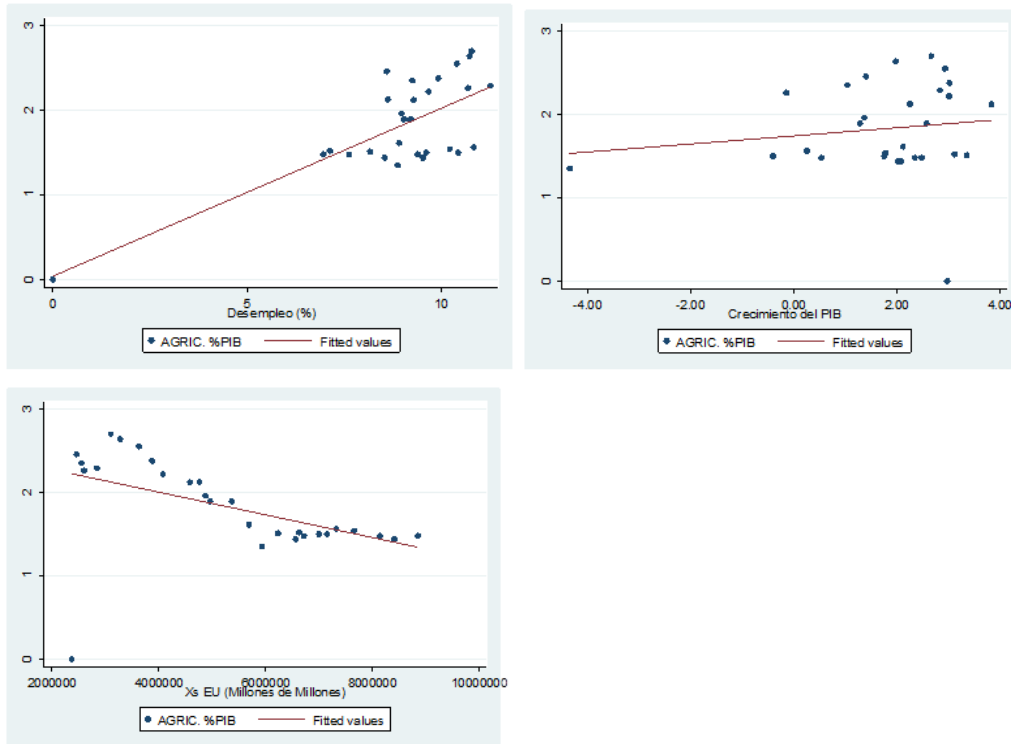 3
2
1
0
0
5
10
Desempleo (%)
AGRIC. %PIB
Fitted values
3
2
1
0
-4.00
-2.00
0.00
2.00
4.00
Crecimiento del PIB
AGRIC. %PIB
Fitted values
3
2
1
0
2000000
4000000
6000000
8000000
10000000
Xs EU (Millones de Millones)
AGRIC. %PIB
Fitted values